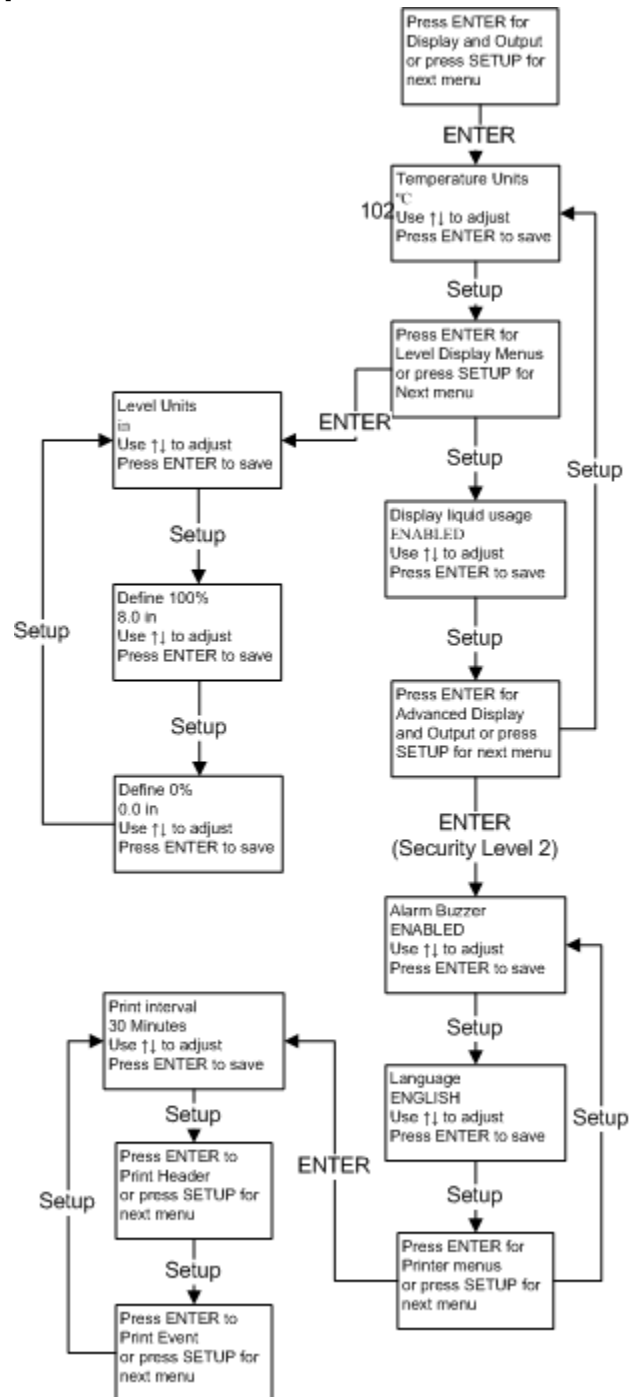 Press ENTER for
Display and Output
or press SETUP for
next menu
ENTER
Temperature Units
°C
102
Use ↑↓ to adjust
Press ENTER to save
Setup
Press ENTER for
Level Display Menus
or press SETUP for
Next menu
ENTER
Level Units
in
Use ↑↓ to adjust
Press ENTER to save
Setup
Define 100%
8.0 in
Use ↑↓ to adjust
Press ENTER to save
Setup
Define 0%
0.0 in
Use ↑↓ to adjust
Press ENTER to save
Setup
Setup
Display liquid usage
ENABLED
Use ↑↓ to adjust
Press ENTER to save
Setup
Press ENTER for
Advanced Display
and Output or press
SETUP for next menu
Setup
ENTER
(Security Level 2)
Alarm Buzzer
ENABLED
Use ↑↓ to adjust
Press ENTER to save
Setup
Language
ENGLISH
Use ↑↓ to adjust
Press ENTER to save
Setup
Press ENTER for
Printer menus
or press SETUP for
next menu
Setup
ENTER
Print interval
30 Minutes
Use ↑↓ to adjust
Press ENTER to save
Setup
Press ENTER to
Print Header
or press SETUP for
next menu
Setup
Press ENTER to
Print Event
or press SETUP for
next menu
Setup